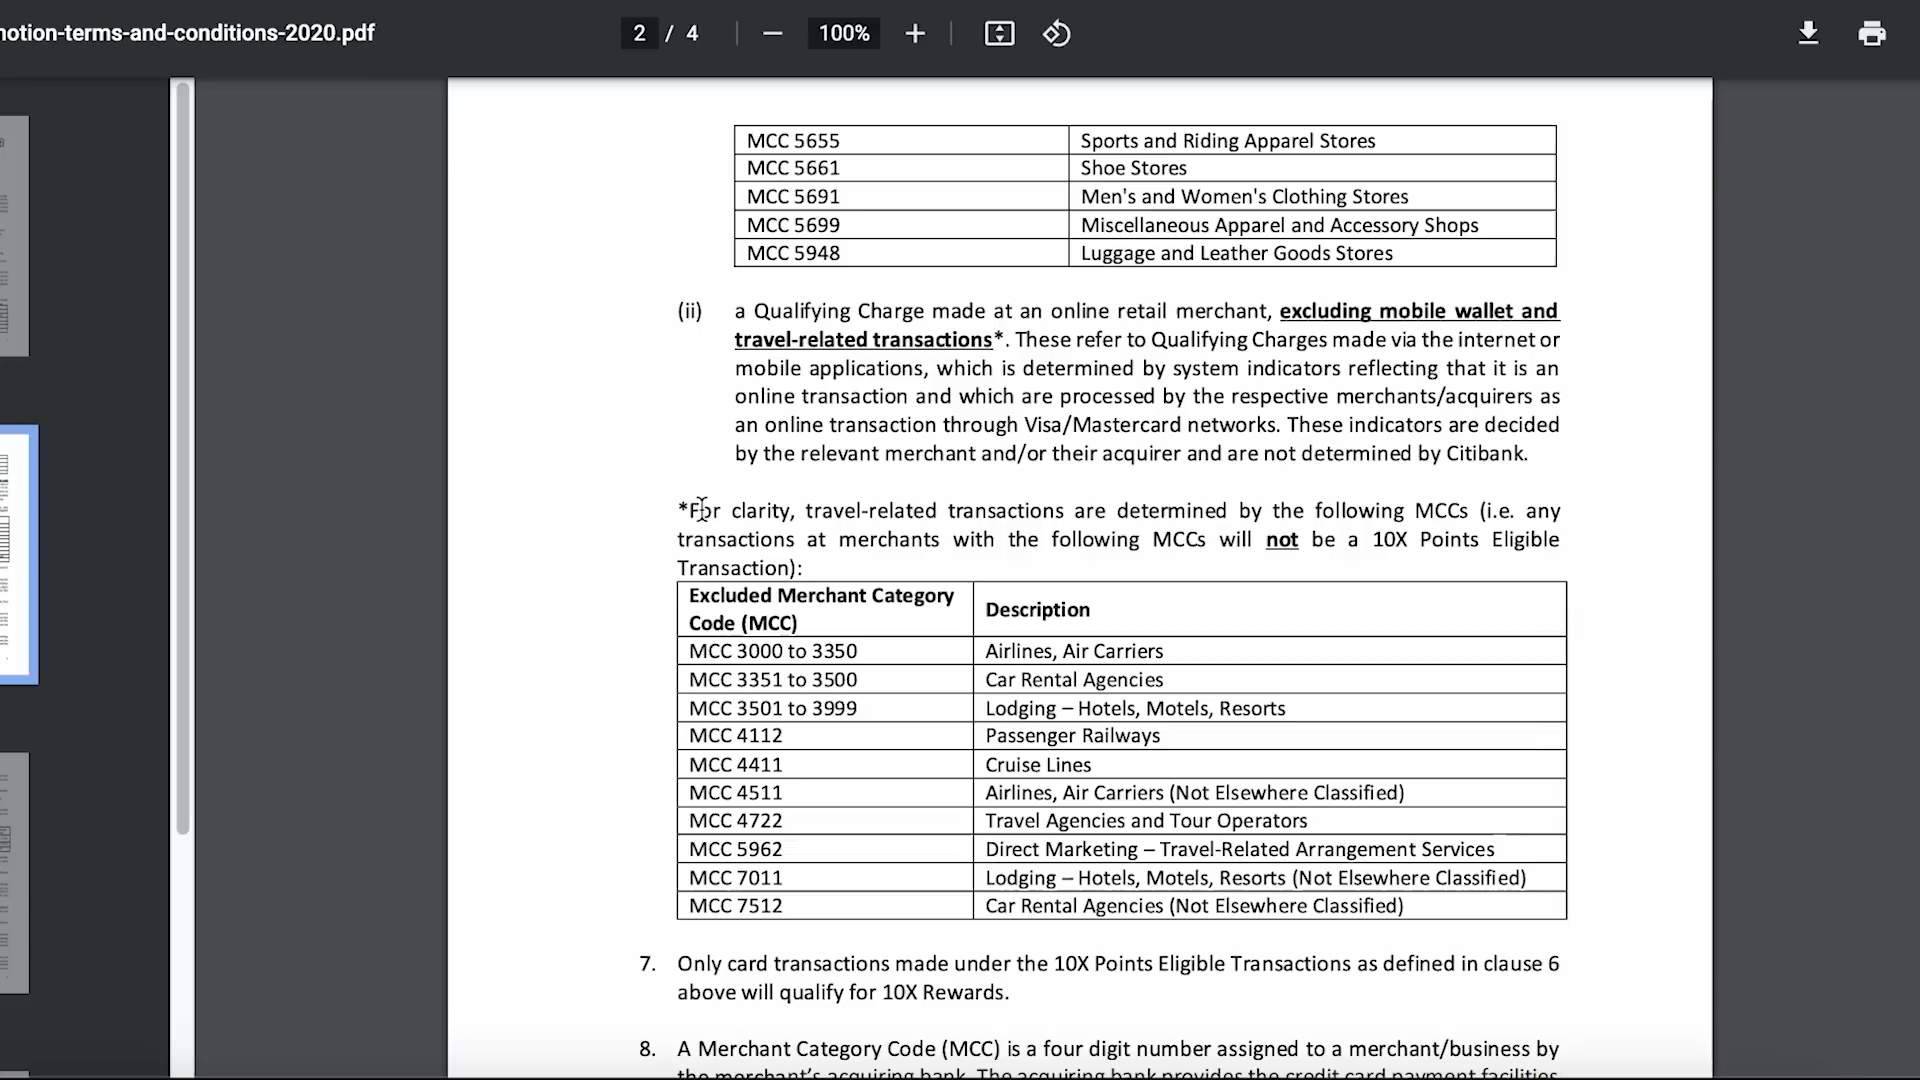 notion-terms-and-conditions-2020.pdf
2 / 4
100%
MCC 5655 Sports and Riding Apparel Stores
MCC 5661 Shoe Stores
MCC 5691 Men's and Women's Clothing Stores
MCC 5699 Miscellaneous Apparel and Accessory Shops
MCC 5948 Luggage and Leather Goods Stores
(ii) a Qualifying Charge made at an online retail merchant, excluding mobile wallet and
travel-related transactions*. These refer to Qualifying Charges made via the internet or
mobile applications, which is determined by system indicators reflecting that it is an
online transaction and which are processed by the respective merchants/acquirers as
an online transaction through Visa/Mastercard networks. These indicators are decided
by the relevant merchant and/or their acquirer and are not determined by Citibank.
*For clarity, travel-related transactions are determined by the following MCCs (i.e. any
transactions at merchants with the following MCCs will not be a 10X Points Eligible
Transaction):
Excluded Merchant Category
Code (MCC)
Description
MCC 3000 to 3350 Airlines, Air Carriers
MCC 3351 to 3500 Car Rental Agencies
MCC 3501 to 3999 Lodging – Hotels, Motels, Resorts
MCC 4112 Passenger Railways
MCC 4411 Cruise Lines
MCC 4511 Airlines, Air Carriers (Not Elsewhere Classified)
MCC 4722 Travel Agencies and Tour Operators
MCC 5962 Direct Marketing – Travel-Related Arrangement Services
MCC 7011 Lodging – Hotels, Motels, Resorts (Not Elsewhere Classified)
MCC 7512 Car Rental Agencies (Not Elsewhere Classified)
7. Only card transactions made under the 10X Points Eligible Transactions as defined in clause 6
above will qualify for 10X Rewards.
8. A Merchant Category Code (MCC) is a four digit number assigned to a merchant/business by
the merchant's acquiring bank. The acquiring bank provides the credit card payment facilities